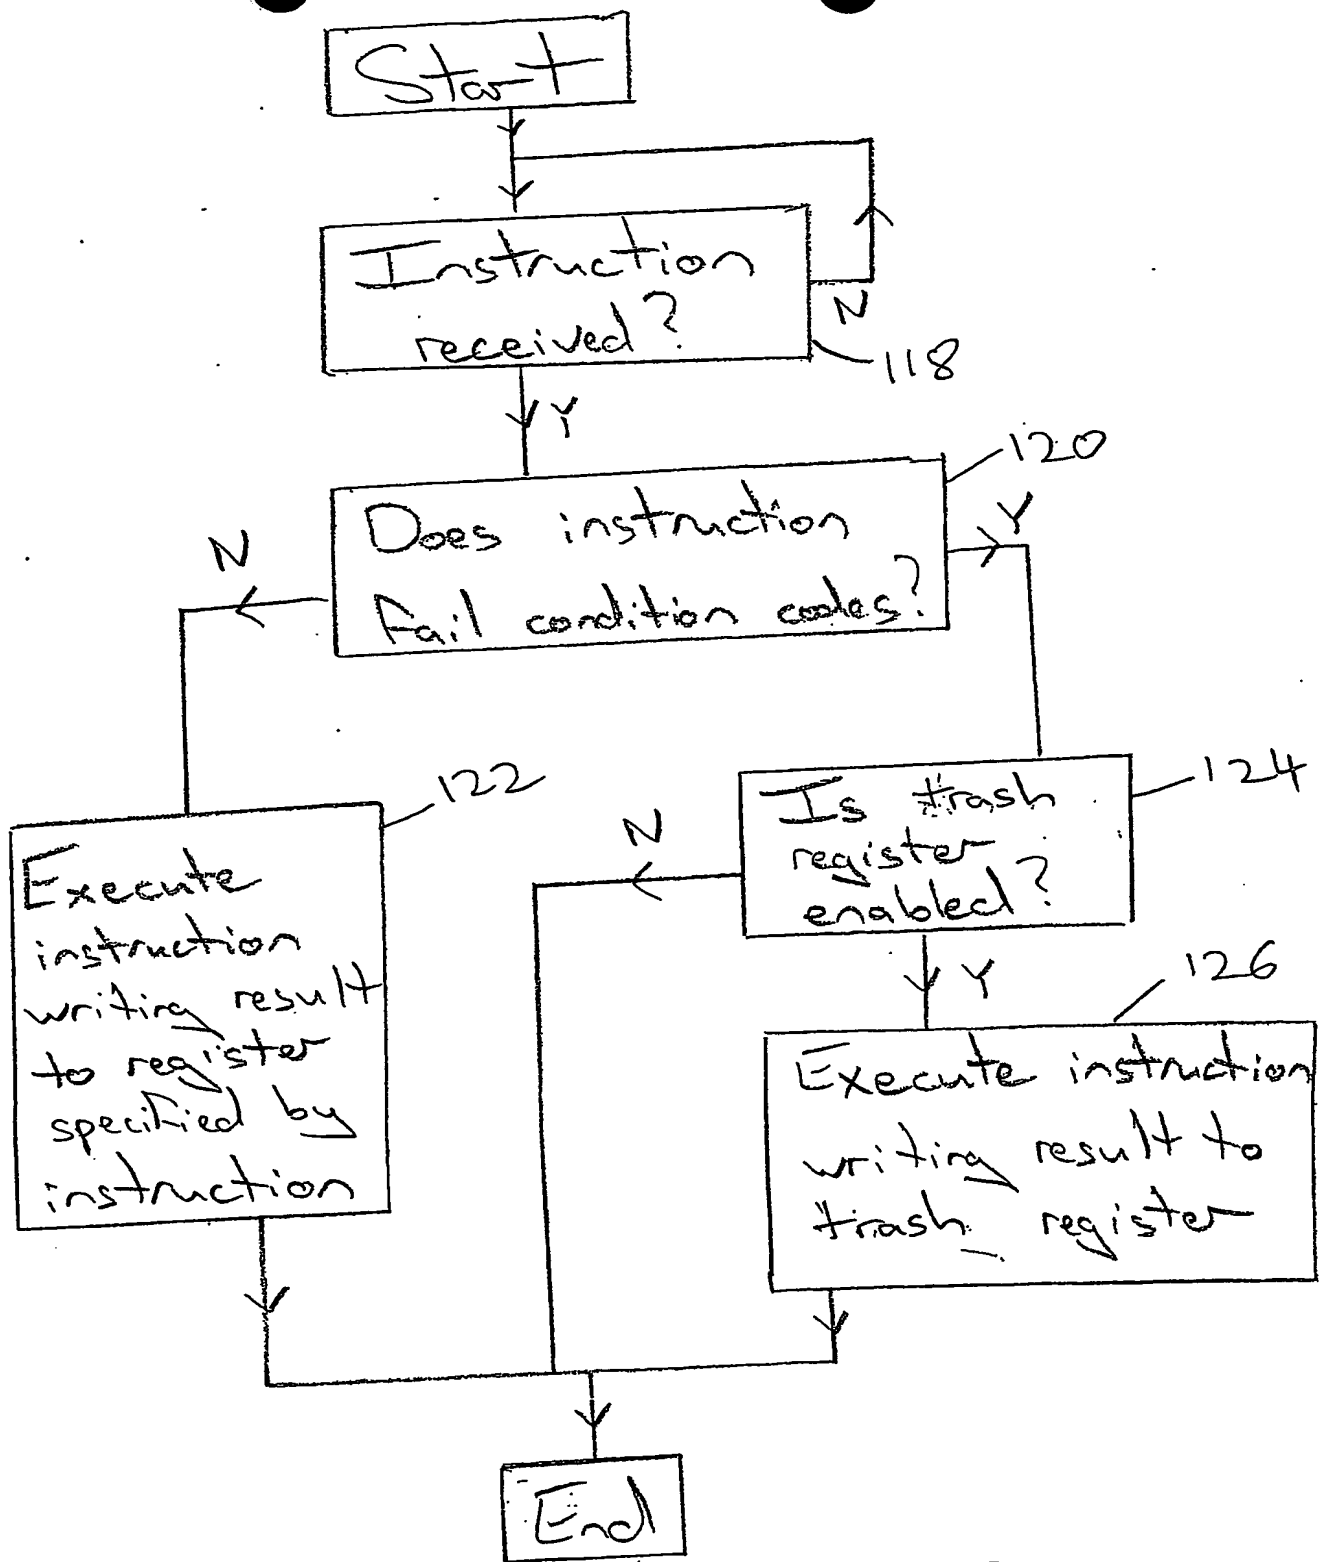 Start
Instruction
received?
N
118
Y
120
Does instruction
fail condition codes?
Y
N
122
Execute
instruction
writing result
to register
specified by
instruction
124
Is trash
register
enabled?
N
Y
126
Execute instruction
writing result to
trash register
End